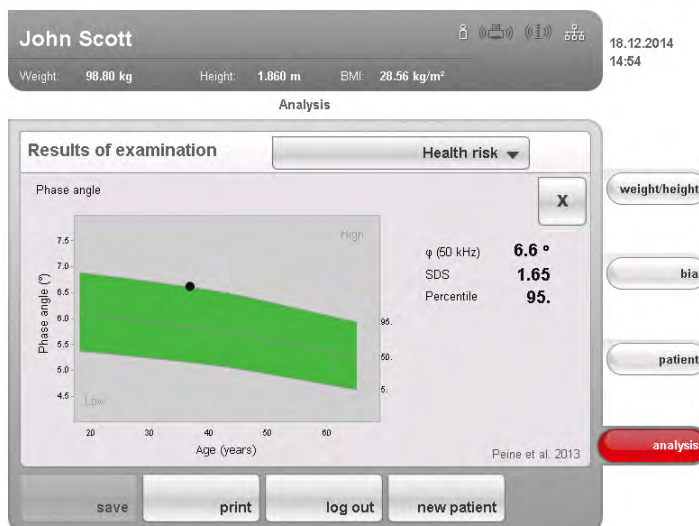 John Scott
Weight: 98.80 kg Height: 1.860 m BMI: 28.56 kg/m²
18.12.2014
14:54
Analysis
Results of examination
Health risk
Phase angle
X
High
7.5
7.0
6.5
6.0
5.5
5.0
4.5
Phase angle (°)
Low
95.
50.
5.
20 30 40 50 60
Age (years)
φ (50 kHz) 6.6 °
SDS 1.65
Percentile 95.
Peine et al. 2013
weight/height
bia
patient
analysis
save print log out new patient